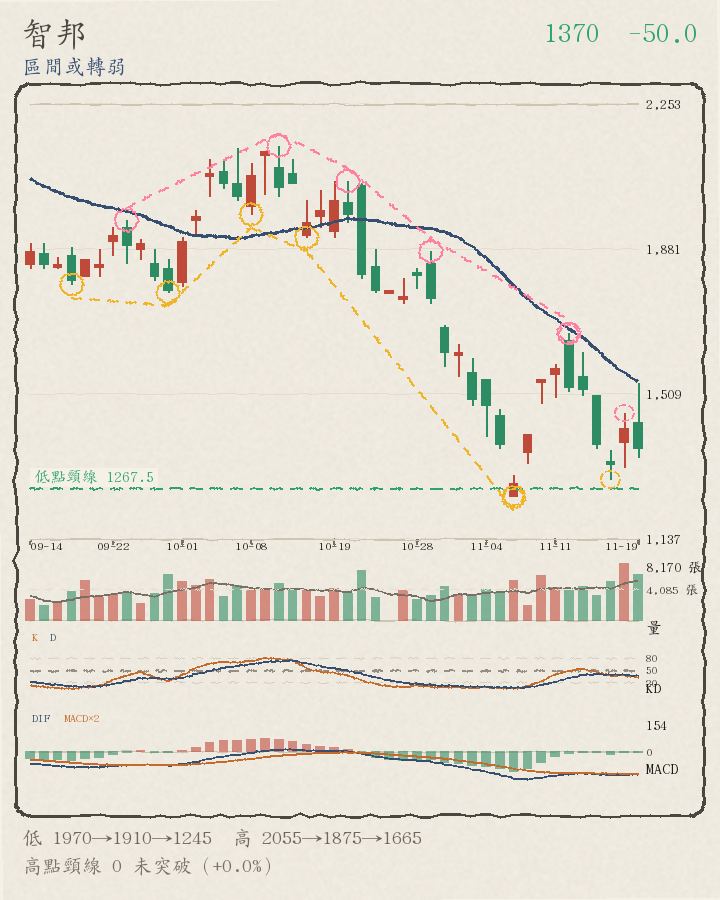 智邦
1370 -50.0
區間或轉弱
2,253
1,881
1,509
低點頸線 1267.5
1,137
09-14 09-22 10-01 10-08 10-19 10-28 11-04 11-11 11-19
8,170 張
4,085 張
量
K D
80
50
20
KD
DIF MACD×2
154
0
MACD
低 1970→1910→1245 高 2055→1875→1665
高點頸線 0 未突破 (+0.0%)